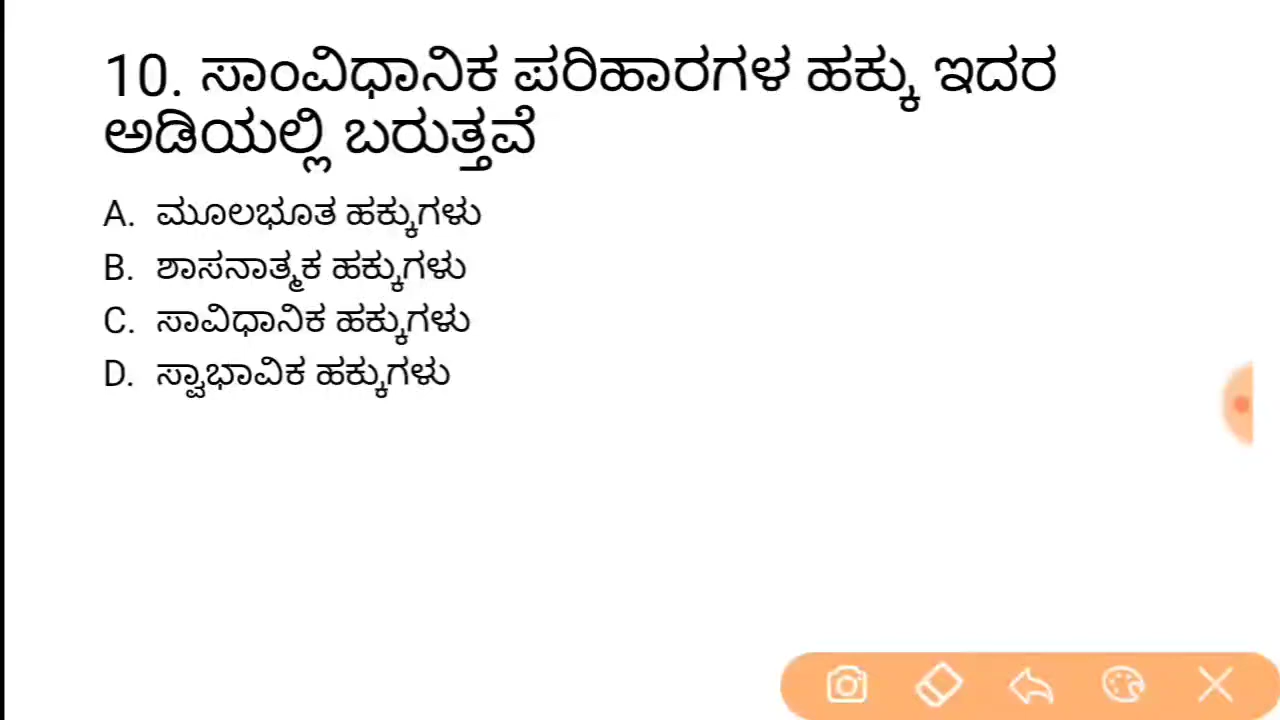 10. ಸಾಂವಿಧಾನಿಕ ಪರಿಹಾರಗಳ ಹಕ್ಕು ಇದರ
ಅಡಿಯಲ್ಲಿ ಬರುತ್ತವೆ
A. ಮೂಲಭೂತ ಹಕ್ಕುಗಳು
B. ಶಾಸನಾತ್ಮಕ ಹಕ್ಕುಗಳು
C. ಸಾವಿಧಾನಿಕ ಹಕ್ಕುಗಳು
D. ಸ್ವಾಭಾವಿಕ ಹಕ್ಕುಗಳು